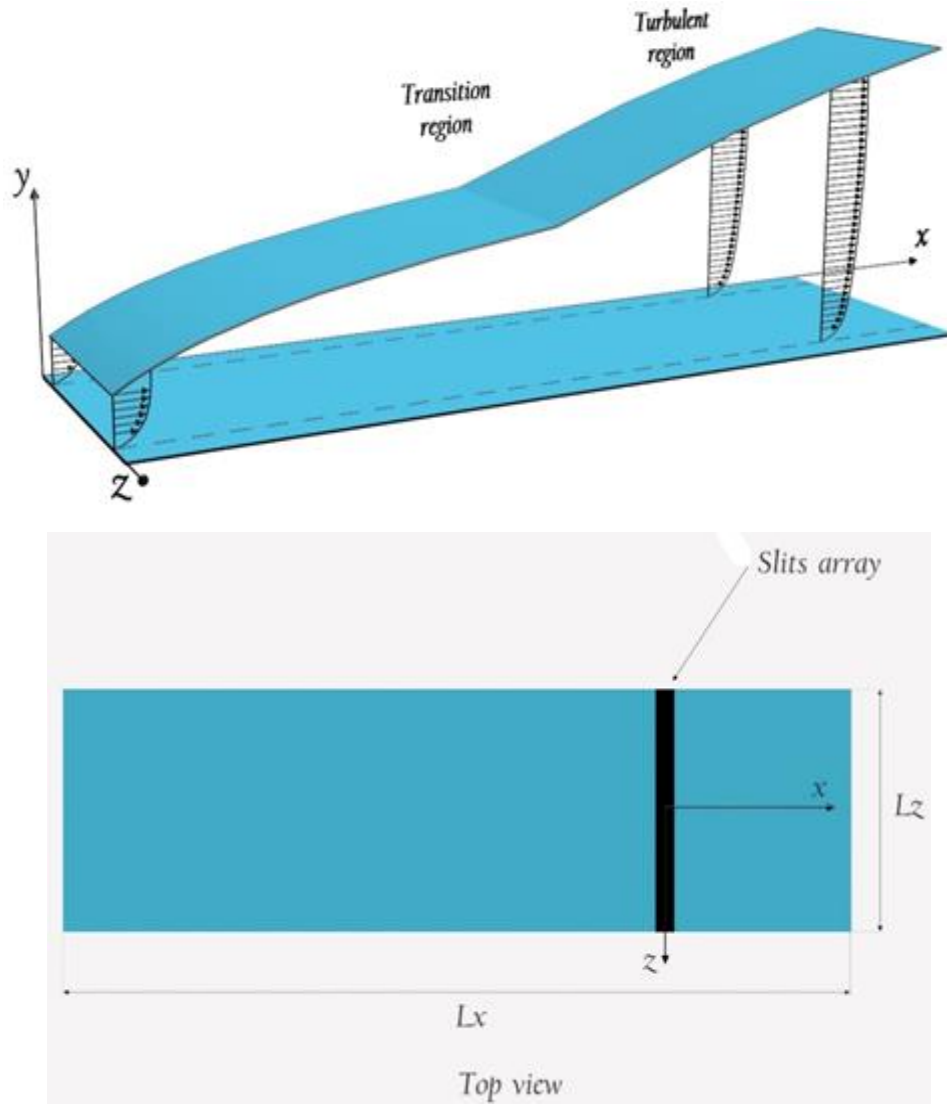 Turbulent
region
Transition
region
y
x
z
Slits array
x
Lz
z
Lx
Top view